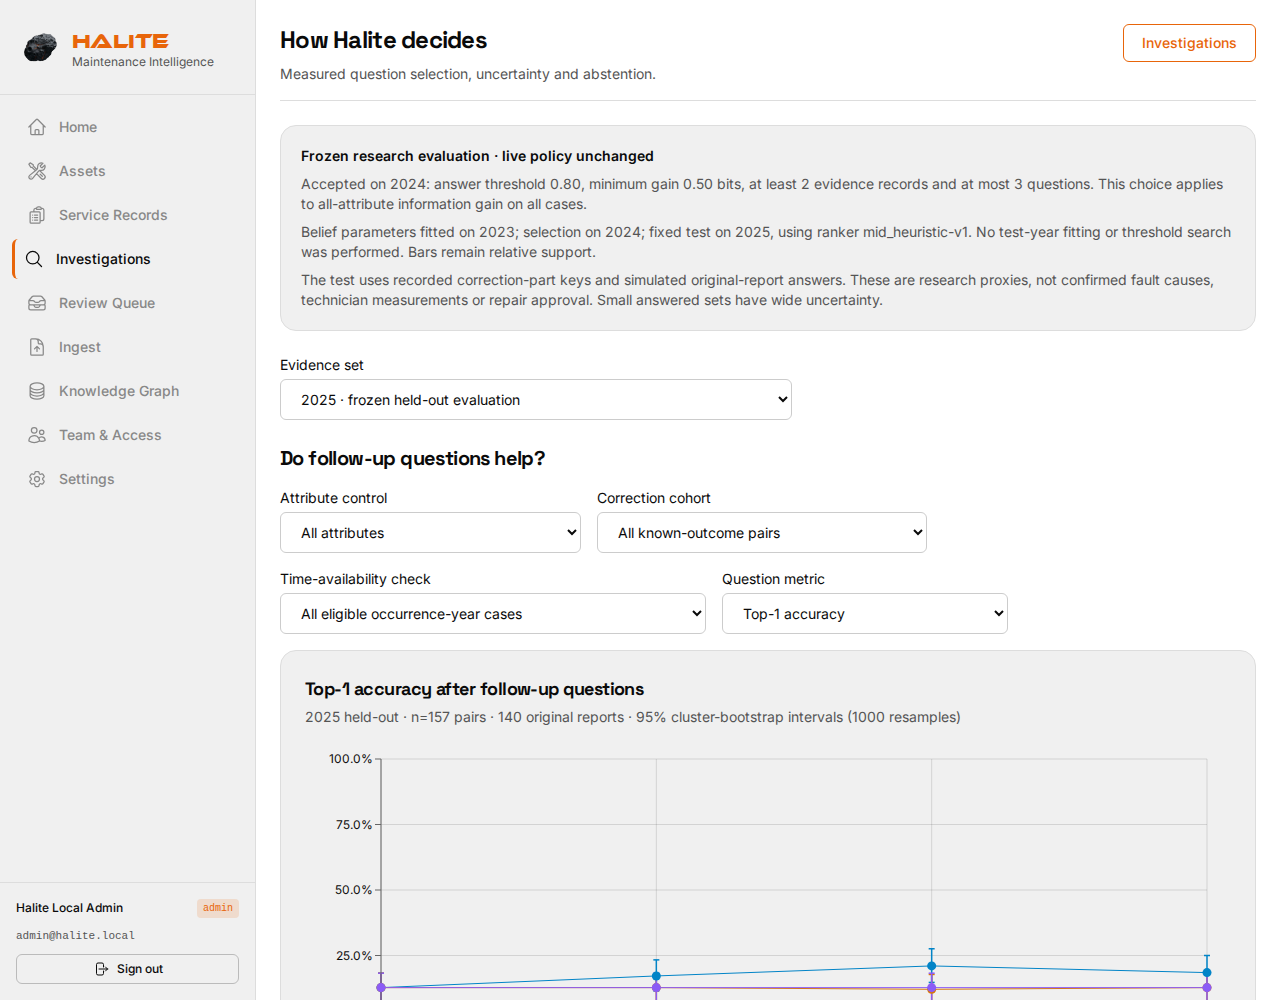 HALITE
Maintenance Intelligence
Home
Assets
Service Records
Investigations
Review Queue
Ingest
Knowledge Graph
Team & Access
Settings
Halite Local Admin
admin
admin@halite.local
Sign out
How Halite decides
Measured question selection, uncertainty and abstention.
Investigations
Frozen research evaluation · live policy unchanged
Accepted on 2024: answer threshold 0.80, minimum gain 0.50 bits, at least 2 evidence records and at most 3 questions. This choice applies
to all-attribute information gain on all cases.
Belief parameters fitted on 2023; selection on 2024; fixed test on 2025, using ranker mid_heuristic-v1. No test-year fitting or threshold search
was performed. Bars remain relative support.
The test uses recorded correction-part keys and simulated original-report answers. These are research proxies, not confirmed fault causes,
technician measurements or repair approval. Small answered sets have wide uncertainty.
Evidence set
2025 · frozen held-out evaluation
Do follow-up questions help?
Attribute control
All attributes
Correction cohort
All known-outcome pairs
Time-availability check
All eligible occurrence-year cases
Question metric
Top-1 accuracy
Top-1 accuracy after follow-up questions
2025 held-out · n=157 pairs · 140 original reports · 95% cluster-bootstrap intervals (1000 resamples)
100.0%
75.0%
50.0%
25.0%